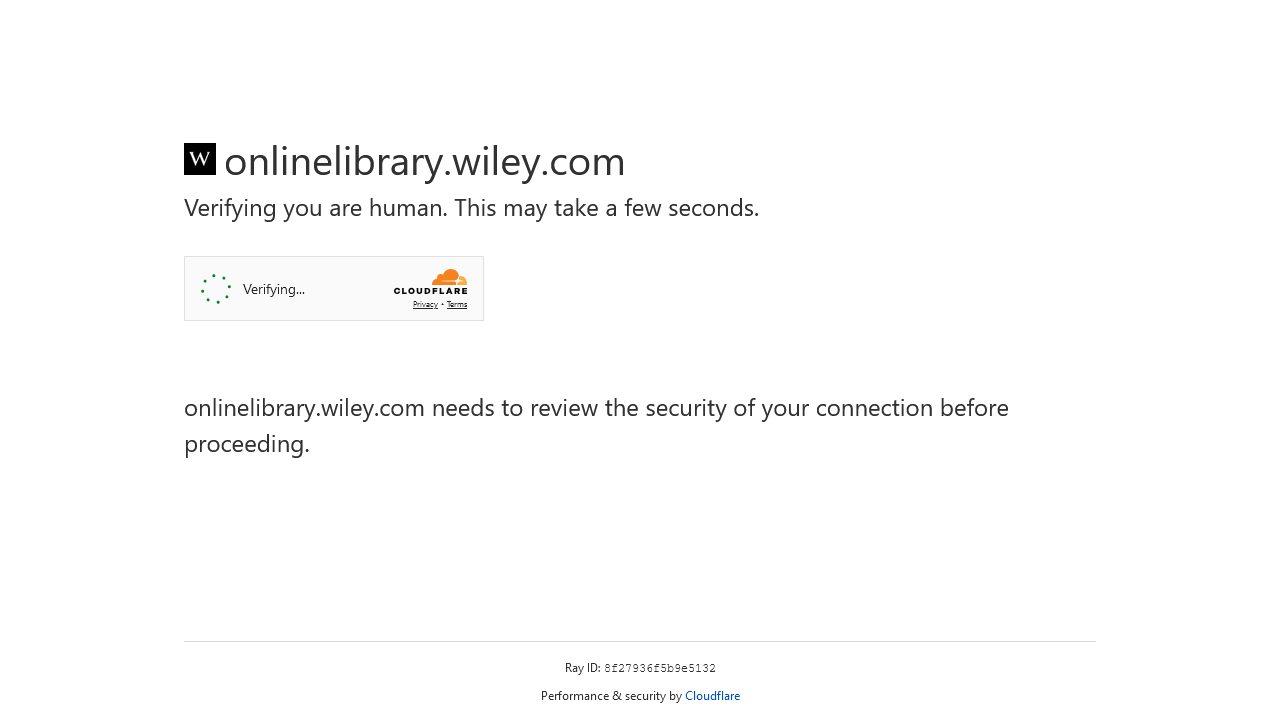 W onlinelibrary.wiley.com
Verifying you are human. This may take a few seconds.
Verifying...
CLOUDFLARE
Privacy • Terms
onlinelibrary.wiley.com needs to review the security of your connection before
proceeding.
Ray ID: 8f27936f5b9e5132
Performance & security by Cloudflare